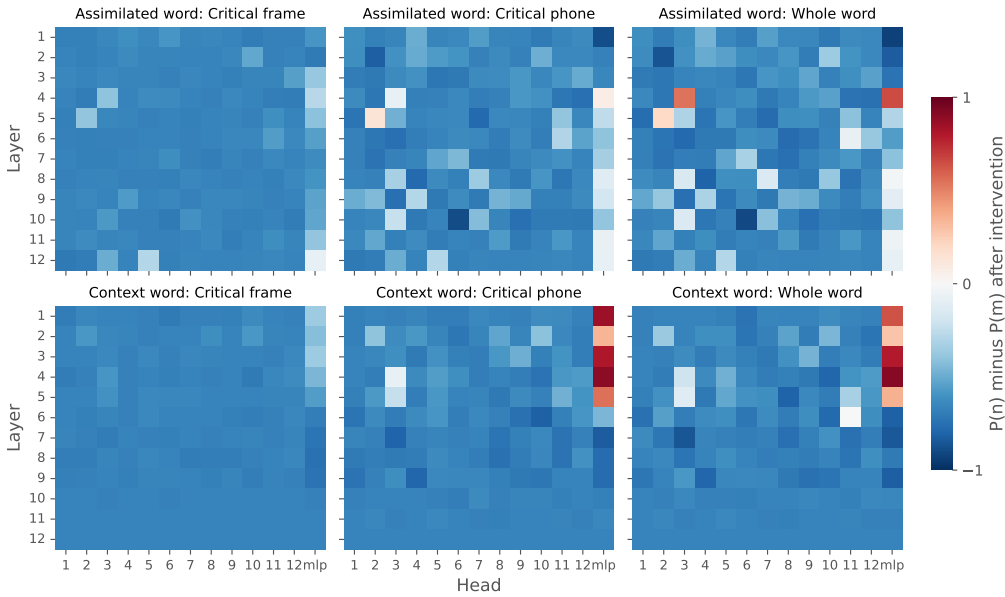 Assimilated word: Critical frame
Assimilated word: Critical phone
Assimilated word: Whole word
1
2
3
4
5
6
7
8
9
10
11
12
Layer
Context word: Critical frame
Context word: Critical phone
Context word: Whole word
1
2
3
4
5
6
7
8
9
10
11
12
Layer
1 2 3 4 5 6 7 8 9 10 11 12mlp
1 2 3 4 5 6 7 8 9 10 11 12mlp
1 2 3 4 5 6 7 8 9 10 11 12mlp
Head
1
0
−1
P(n) minus P(m) after intervention